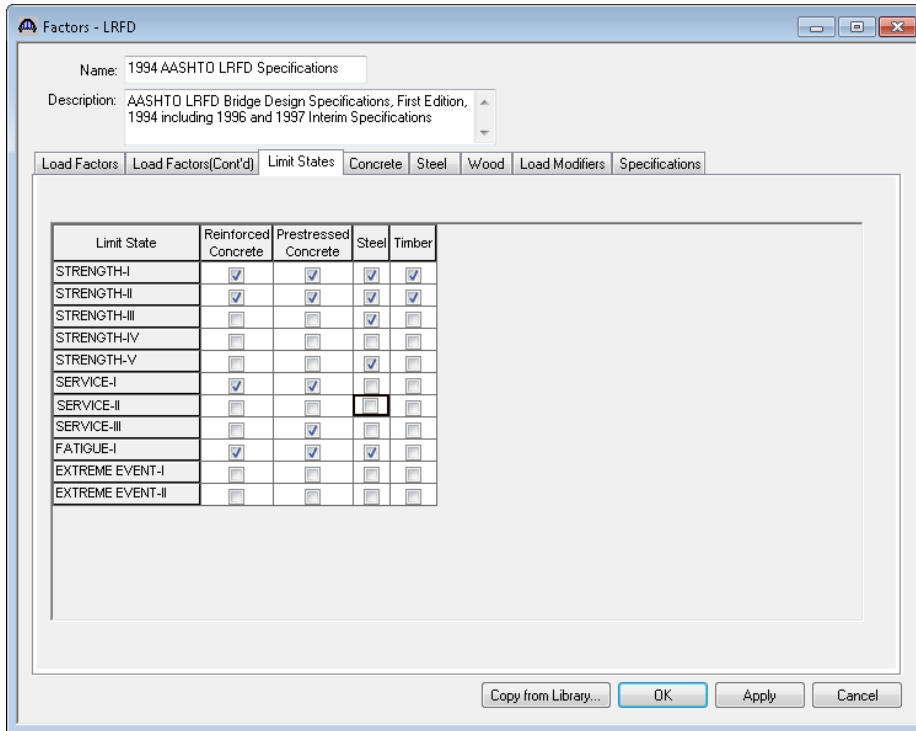 Factors - LRFD
Name: 1994 AASHTO LRFD Specifications
Description: AASHTO LRFD Bridge Design Specifications, First Edition,
1994 including 1996 and 1997 Interim Specifications
Load Factors Load Factors(Cont'd) Limit States Concrete Steel Wood Load Modifiers Specifications
Limit State Reinforced Concrete Prestressed Concrete Steel Timber
STRENGTH-I
STRENGTH-II
STRENGTH-III
STRENGTH-IV
STRENGTH-V
SERVICE-I
SERVICE-II
SERVICE-III
FATIGUE-I
EXTREME EVENT-I
EXTREME EVENT-II
Copy from Library... OK Apply Cancel